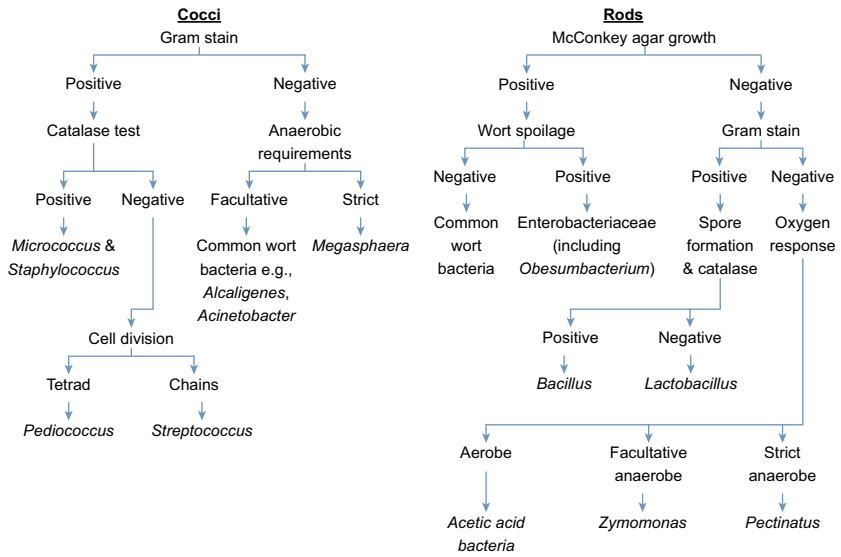 Cocci
Gram stain
Positive
Negative
Catalase test
Anaerobic
requirements
Positive
Negative
Facultative
Strict
Micrococcus &
Staphylococcus
Common wort
bacteria e.g.,
Alcaligenes,
Acinetobacter
Megasphaera
Cell division
Tetrad
Chains
Pediococcus
Streptococcus
Rods
McConkey agar growth
Positive
Negative
Wort spoilage
Gram stain
Negative
Positive
Positive
Negative
Common
wort
bacteria
Enterobacteriaceae
(including
Obesumbacterium)
Spore
formation
& catalase
Oxygen
response
Positive
Negative
Bacillus
Lactobacillus
Aerobe
Facultative
anaerobe
Strict
anaerobe
Acetic acid
bacteria
Zymomonas
Pectinatus